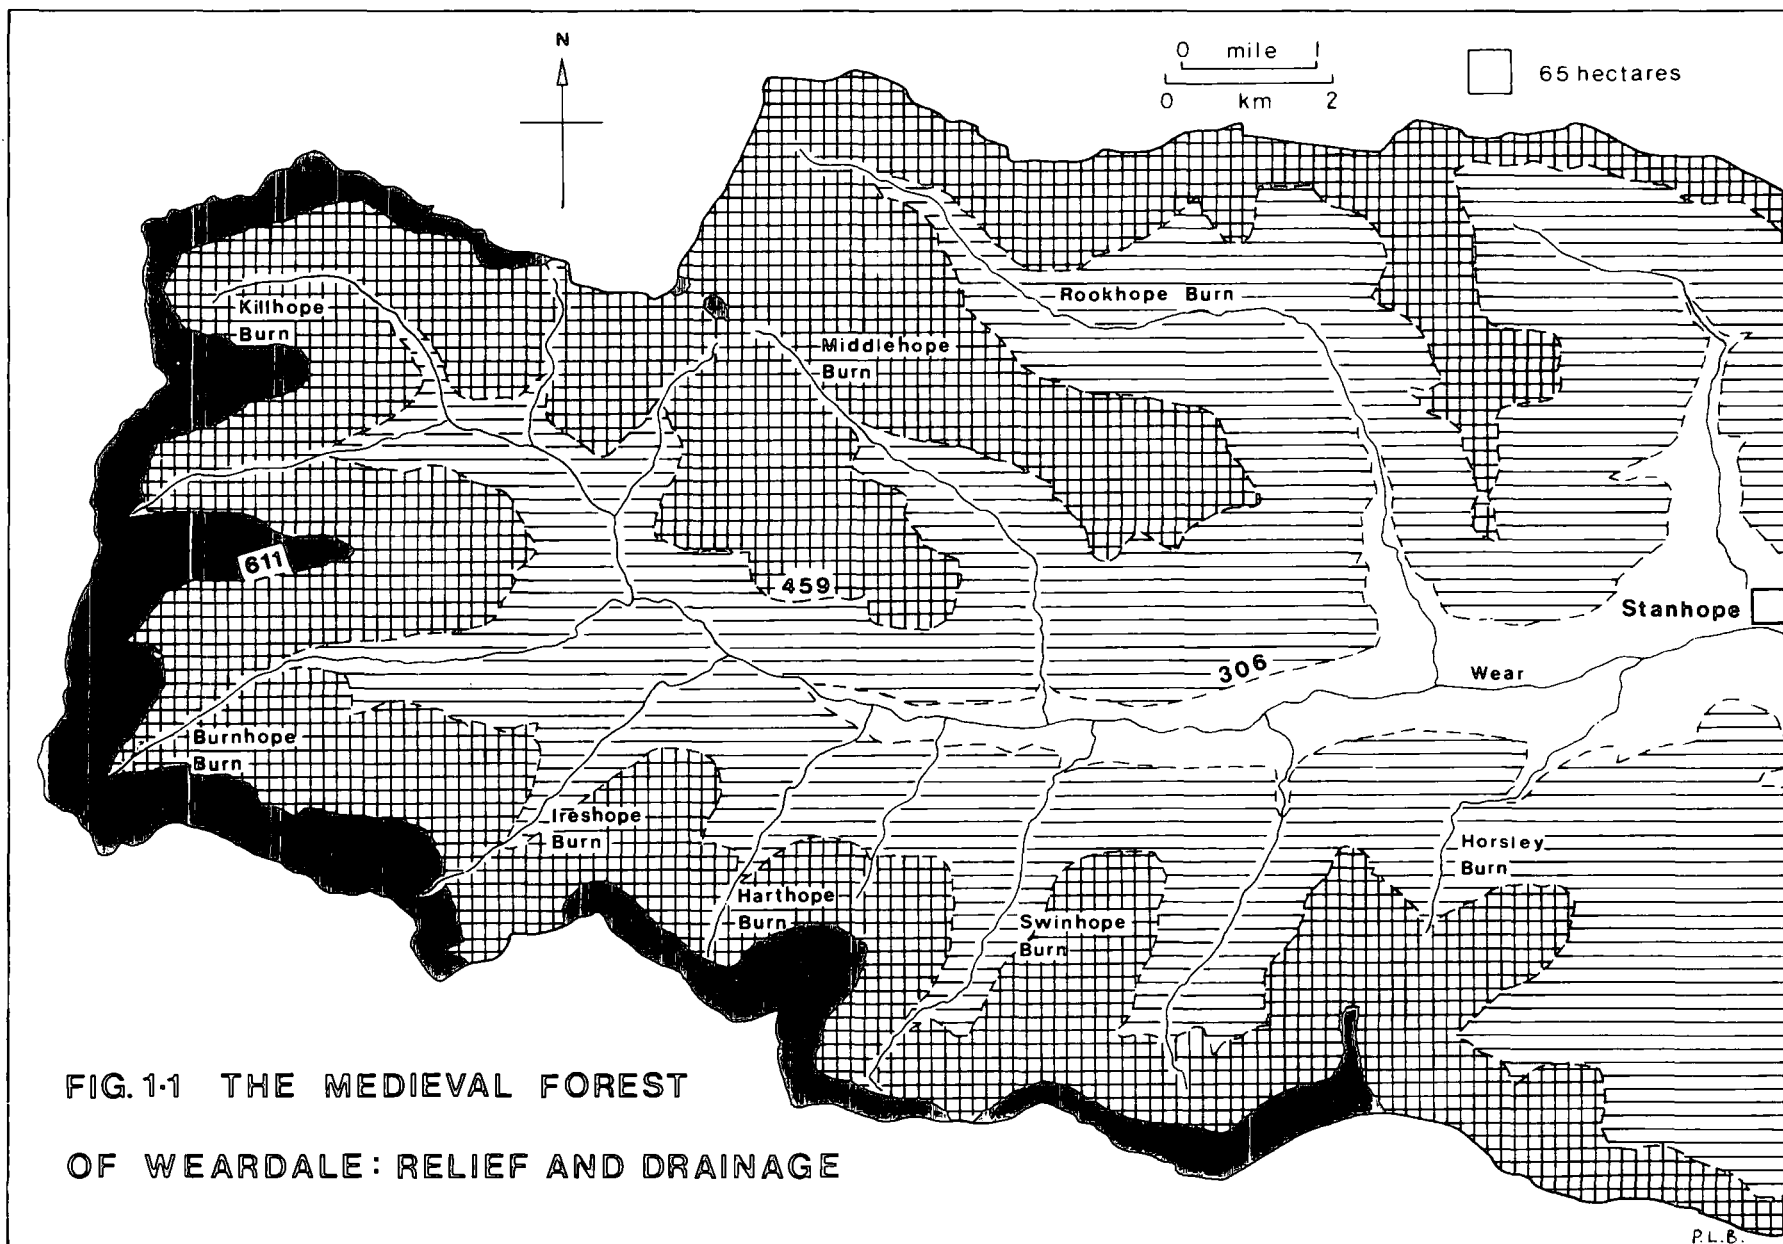 N
0 mile 1
0 km 2
65 hectares
Killhope
Burn
Rookhope Burn
Middlehope
Burn
611
459
Stanhope
306
Wear
Burnhope
Burn
Ireshope
Burn
Horsley
Burn
Harthope
Burn
Swinhope
Burn
FIG. 1·1 THE MEDIEVAL FOREST
OF WEARDALE: RELIEF AND DRAINAGE
P.L.B.